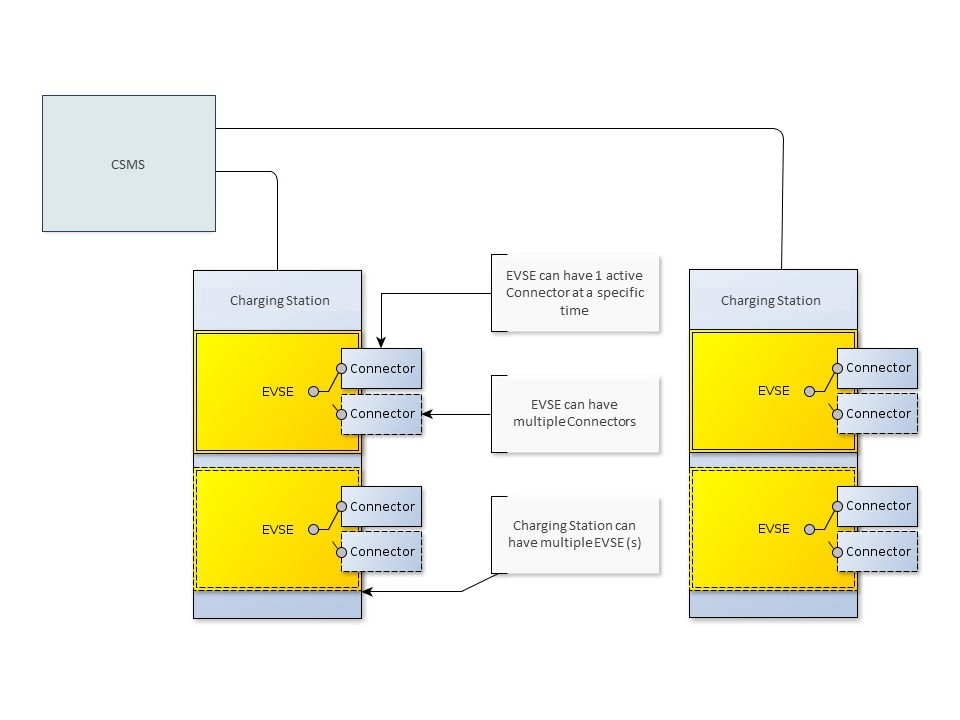 CSMS
EVSE can have 1 active
Connector at a specific
time
Charging Station
Charging Station
EVSE
Connector
Connector
EVSE can have
multiple Connectors
EVSE
Connector
Connector
EVSE
Connector
Connector
Charging Station can
have multiple EVSE (s)
EVSE
Connector
Connector